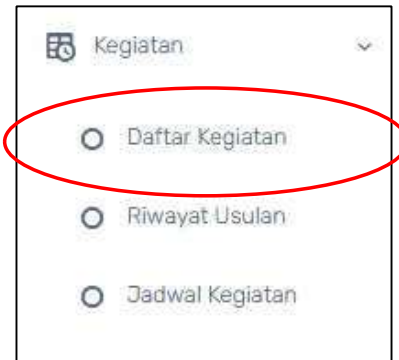 Kegiatan
Daftar Kegiatan
Riwayat Usulan
Jadwal Kegiatan